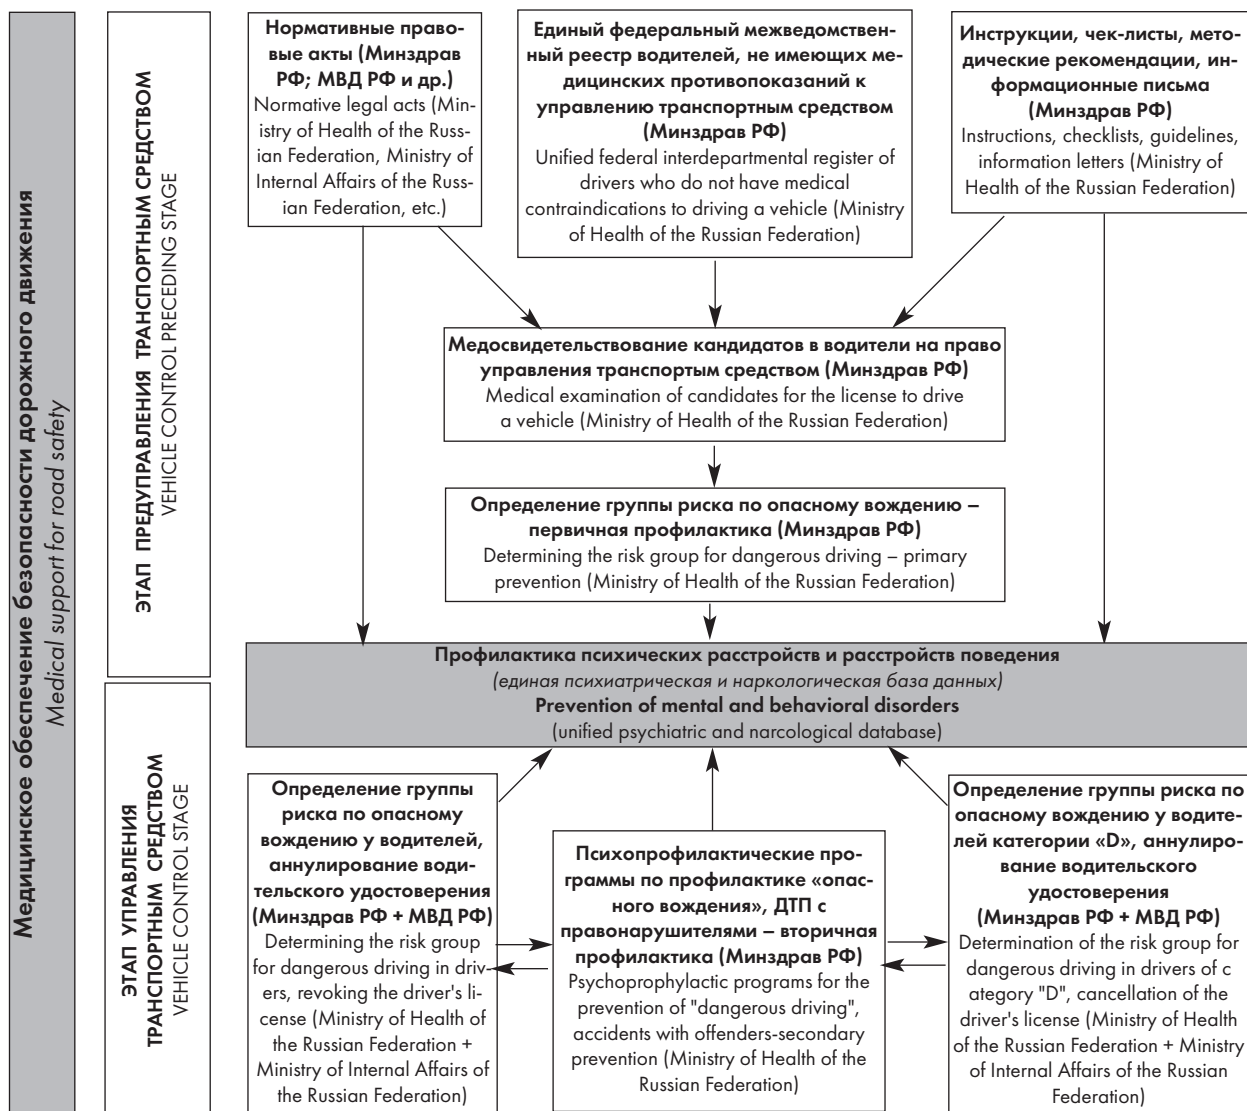 Медицинское обеспечение безопасности дорожного движения
Medical support for road safety
ЭТАП ПРЕДУПРАВЛЕНИЯ ТРАНСПОРТНЫМ СРЕДСТВОМ
VEHICLE CONTROL PRECEDING STAGE
Нормативные право-
вые акты (Минздрав
РФ; МВД РФ и др.)
Normative legal acts (Min-
istry of Health of the Russ-
ian Federation, Ministry of
Internal Affairs of the Russ-
ian Federation, etc.)
Единый федеральный межведомствен-
ный реестр водителей, не имеющих ме-
дицинских противопоказаний к
управлению транспортным средством
(Минздрав РФ)
Unified federal interdepartmental register of
drivers who do not have medical
contraindications to driving a vehicle (Ministry
of Health of the Russian Federation)
Инструкции, чек-листы, мето-
дические рекомендации, ин-
формационные письма
(Минздрав РФ)
Instructions, checklists, guidelines,
information letters (Ministry of
Health of the Russian Federation)
Медосвидетельствование кандидатов в водители на право
управления транспортым средством (Минздрав РФ)
Medical examination of candidates for the license to drive
a vehicle (Ministry of Health of the Russian Federation)
Определение группы риска по опасному вождению –
первичная профилактика (Минздрав РФ)
Determining the risk group for dangerous driving – primary
prevention (Ministry of Health of the Russian Federation)
Профилактика психических расстройств и расстройств поведения
(единая психиатрическая и наркологическая база данных)
Prevention of mental and behavioral disorders
(unified psychiatric and narcological database)
ЭТАП УПРАВЛЕНИЯ
ТРАНСПОРТНЫМ СРЕДСТВОМ
VEHICLE CONTROL STAGE
Определение группы
риска по опасному
вождению у водителей,
аннулирование води-
тельского удостоверения
(Минздрав РФ + МВД РФ)
Determining the risk group
for dangerous driving in driv-
ers, revoking the driver's li-
cense (Ministry of Health of
the Russian Federation +
Ministry of Internal Affairs of
the Russian Federation)
Психопрофилактические про-
граммы по профилактике «опас-
ного вождения», ДТП с
правонарушителями – вторичная
профилактика (Минздрав РФ)
Psychoprophylactic programs for the
prevention of "dangerous driving",
accidents with offenders-secondary
prevention (Ministry of Health of the
Russian Federation)
Определение группы риска по
опасному вождению у водите-
лей категории «D», аннулиро-
вание водительского
удостоверения
(Минздрав РФ + МВД РФ)
Determination of the risk group for
dangerous driving in drivers of c
ategory "D", cancellation of the
driver's license (Ministry of Health
of the Russian Federation + Ministry
of Internal Affairs of the Russian
Federation)